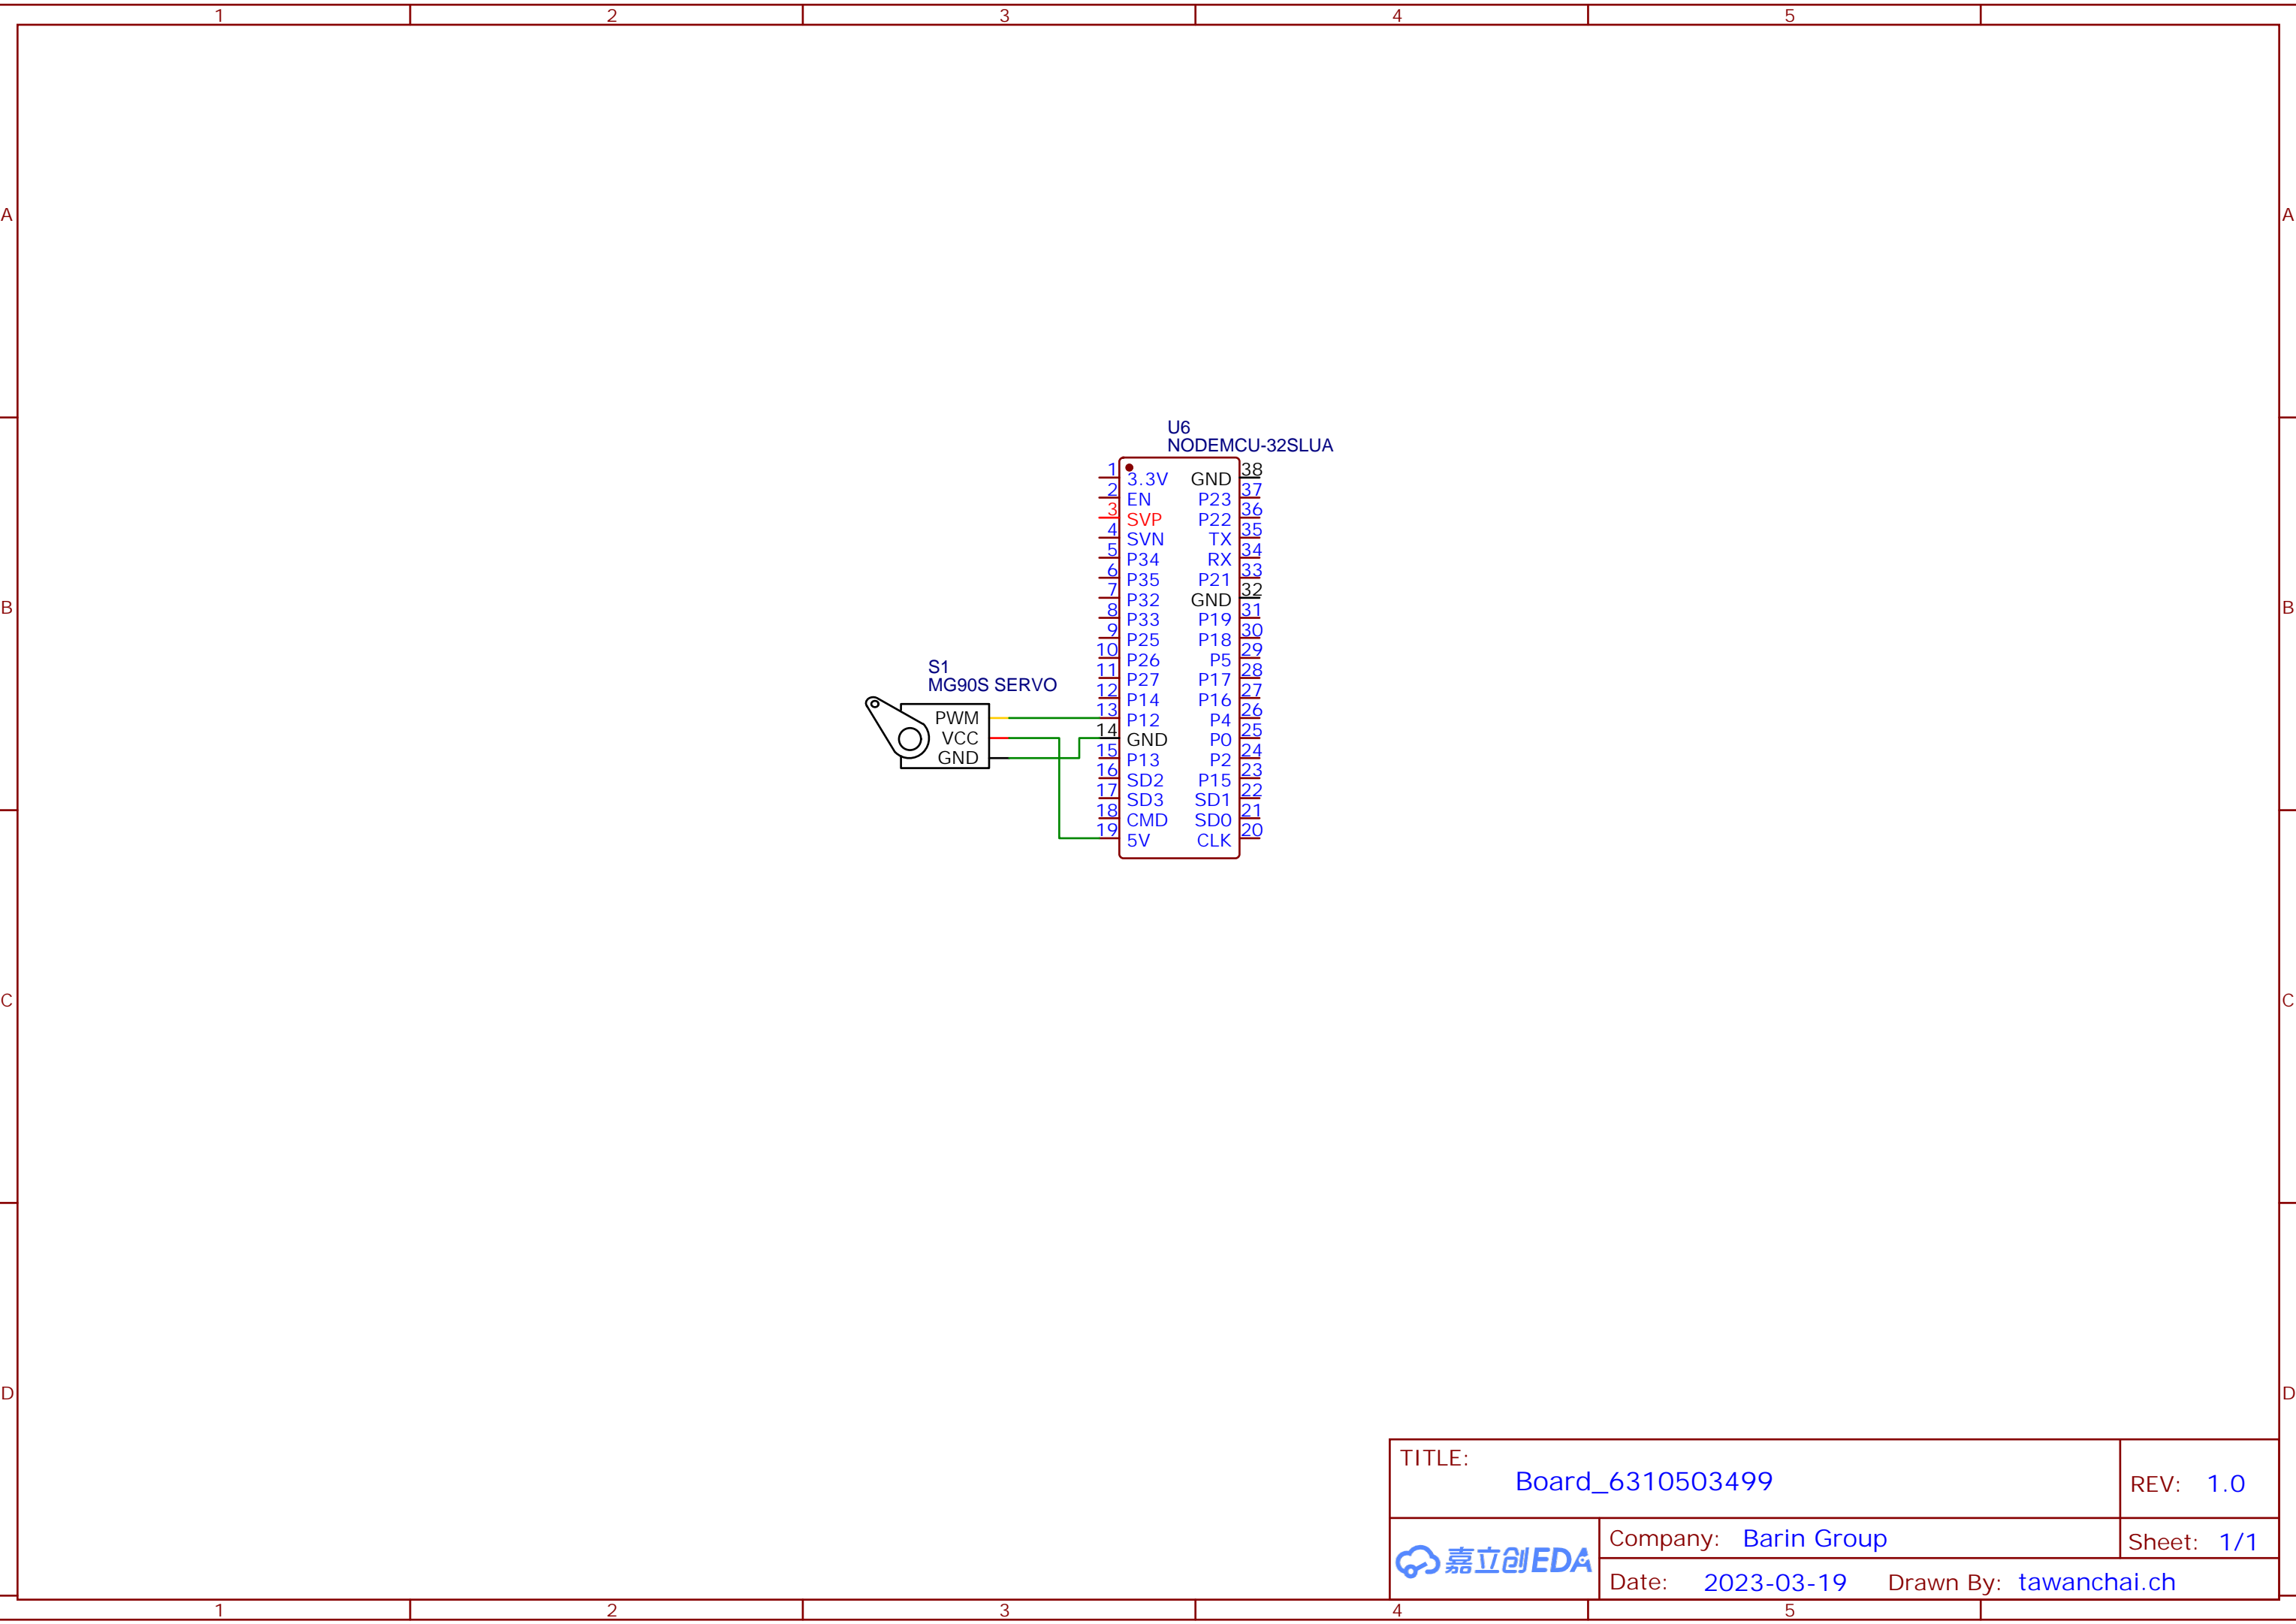 1 2 3 4 5
A A
B B
C C
D D
U6
NODEMCU-32SLUA
1 3.3V GND 38
2 EN P23 37
3 SVP P22 36
4 SVN TX 35
5 P34 RX 34
6 P35 P21 33
7 P32 GND 32
8 P33 P19 31
9 P25 P18 30
10 P26 P5 29
11 P27 P17 28
12 P14 P16 27
13 P12 P4 26
14 GND P0 25
15 P13 P2 24
16 SD2 P15 23
17 SD3 SD1 22
18 CMD SD0 21
19 5V CLK 20
S1
MG90S SERVO
PWM
VCC
GND
TITLE:
Board_6310503499
REV: 1.0
嘉立创EDA
Company: Barin Group
Sheet: 1/1
Date: 2023-03-19 Drawn By: tawanchai.ch
1 2 3 4 5